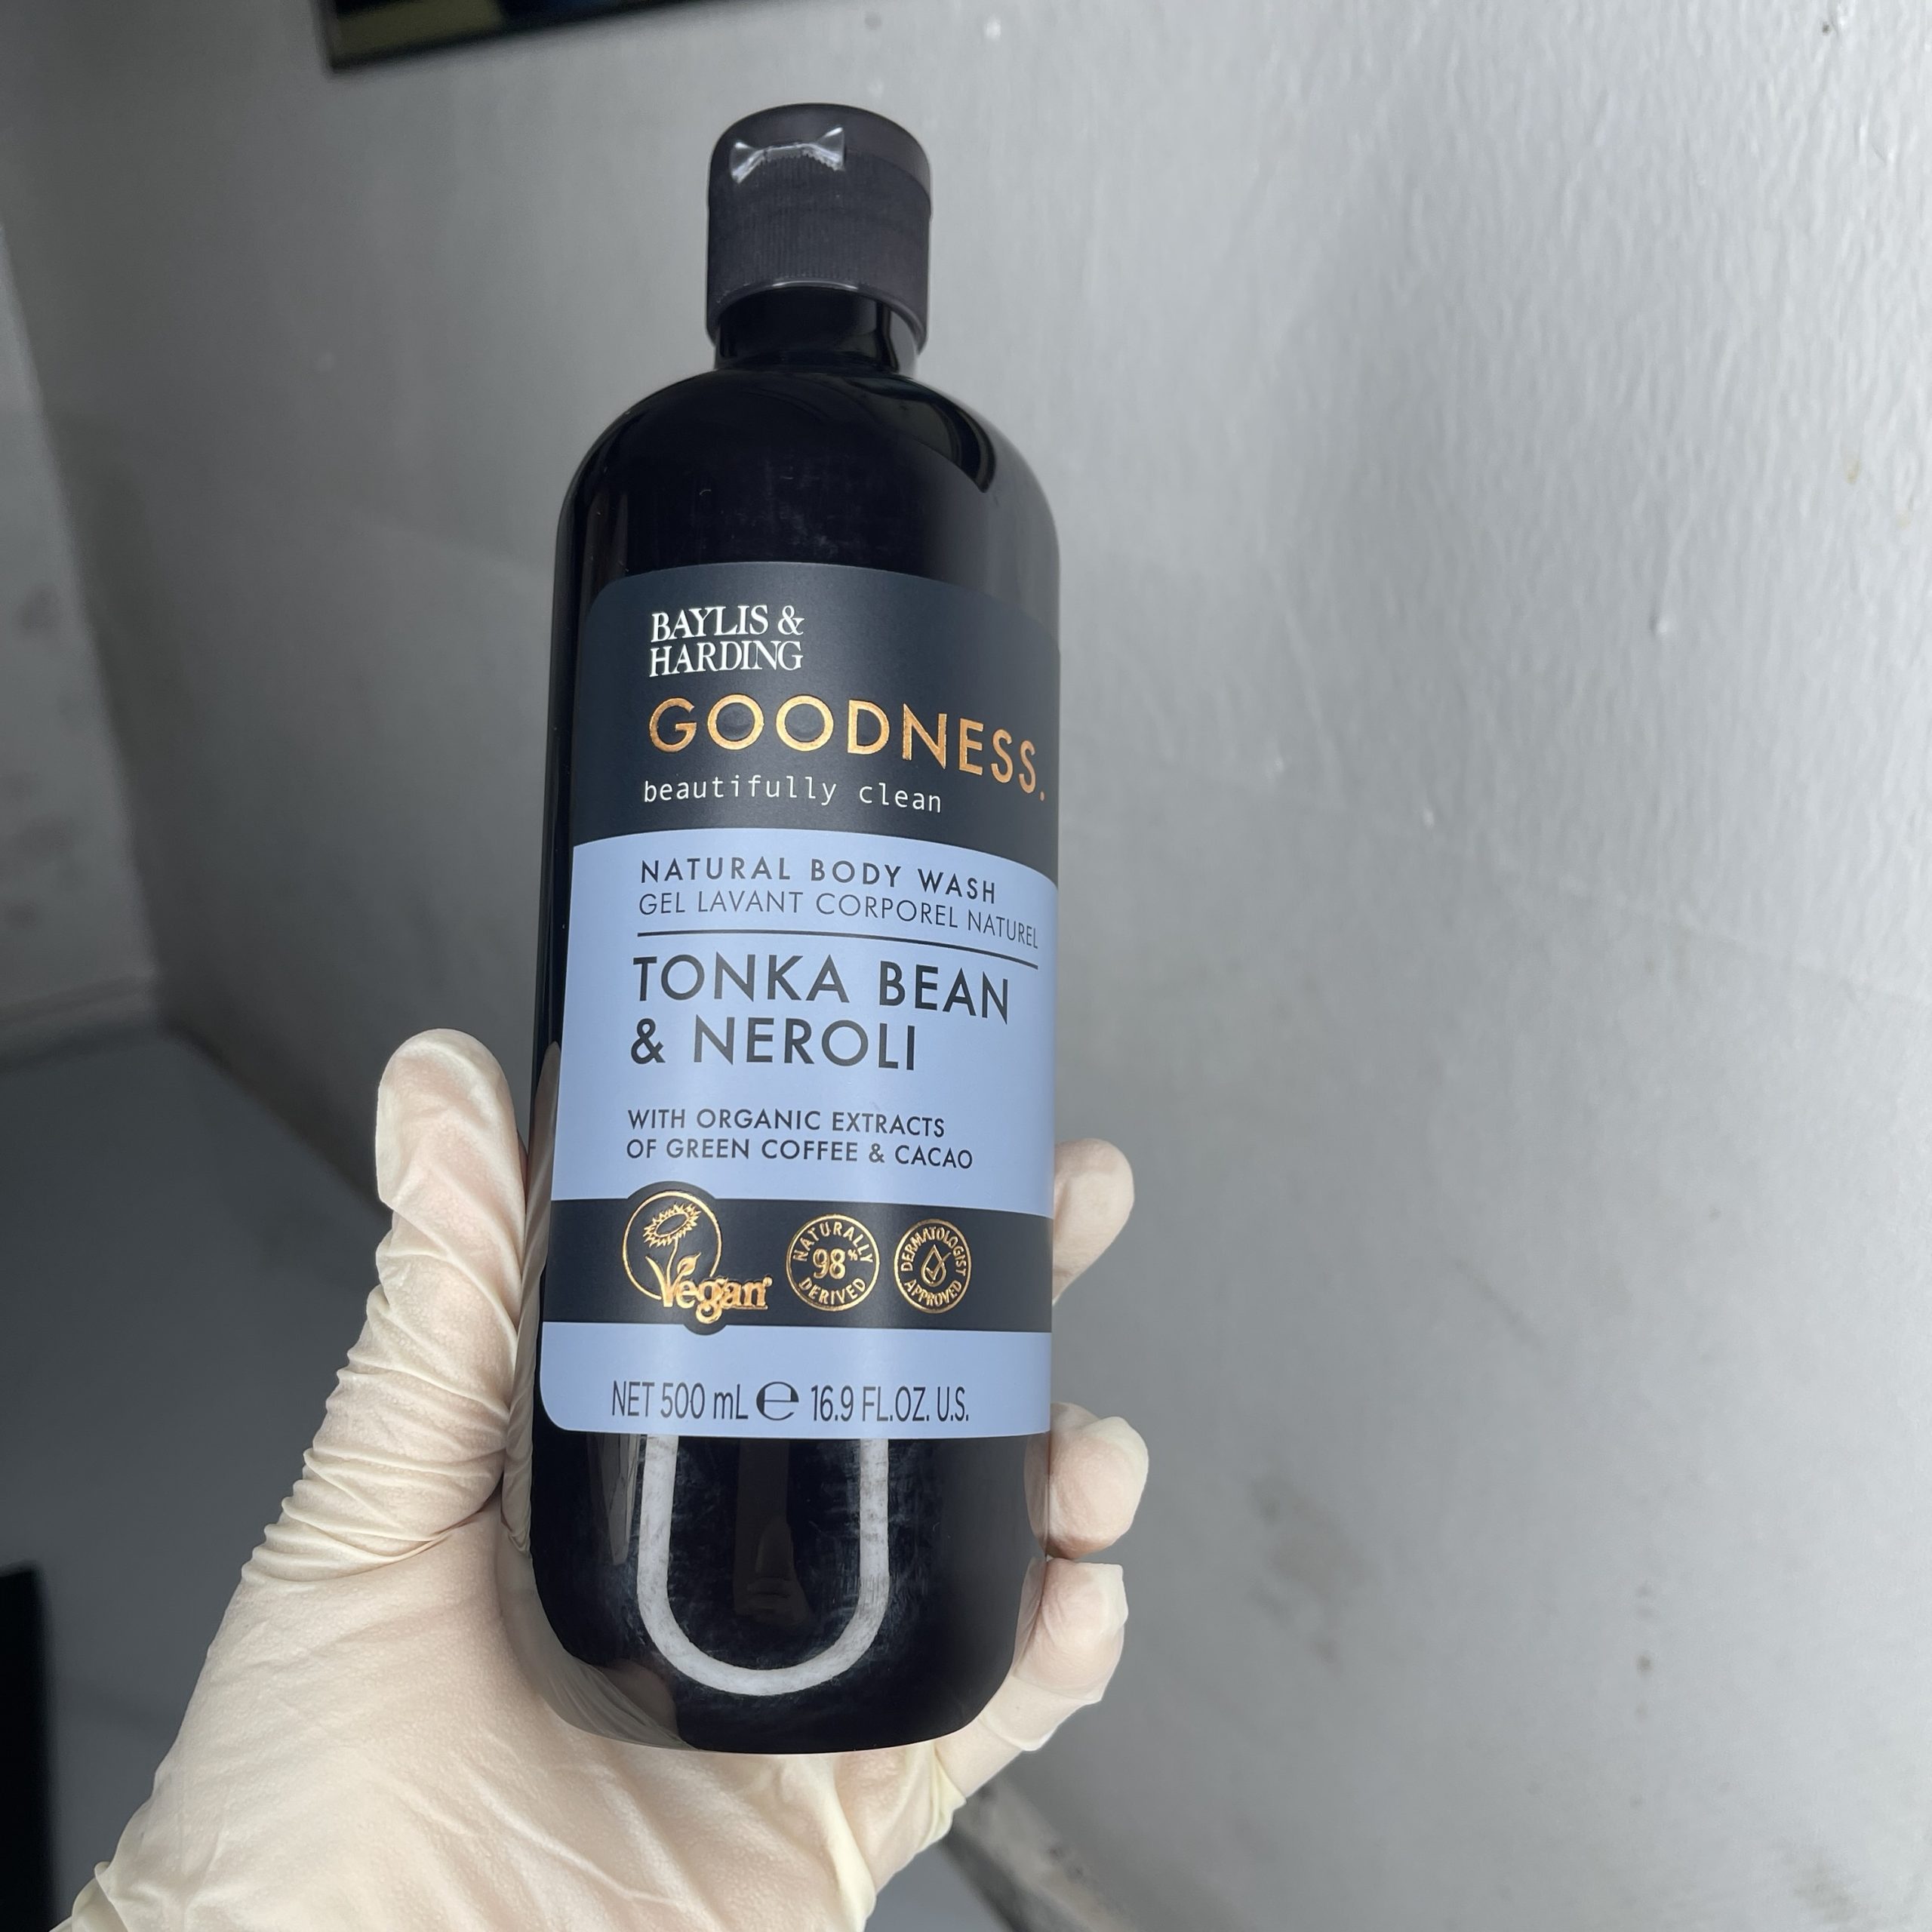 BAYLIS &
HARDING
GOODNESS.
beautifully clean
NATURAL BODY WASH
GEL LAVANT CORPOREL NATUREL
TONKA BEAN
& NEROLI
WITH ORGANIC EXTRACTS
OF GREEN COFFEE & CACAO
Vegan
NATURALLY
98%
DERIVED
DERMATOLOGIST
APPROVED
NET 500 mL ℮ 16.9 FL.OZ. U.S.